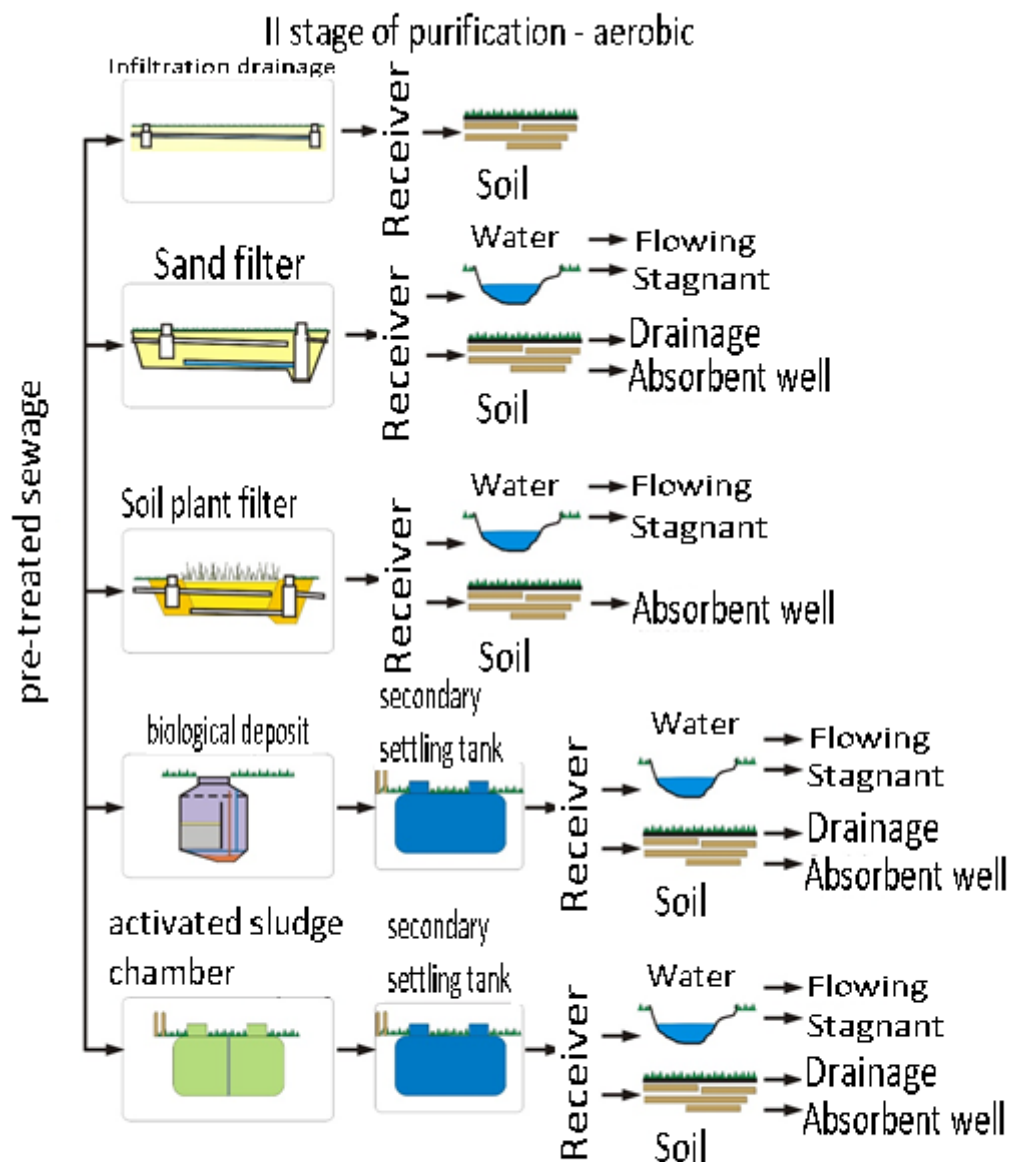 II stage of purification - aerobic
pre-treated sewage
Infiltration drainage
Receiver
Soil
Sand filter
Receiver
Water
Flowing
Stagnant
Drainage
Absorbent well
Soil
Soil plant filter
Receiver
Water
Flowing
Stagnant
Absorbent well
Soil
biological deposit
secondary
settling tank
Receiver
Water
Flowing
Stagnant
Drainage
Absorbent well
Soil
activated sludge
chamber
secondary
settling tank
Receiver
Water
Flowing
Stagnant
Drainage
Absorbent well
Soil